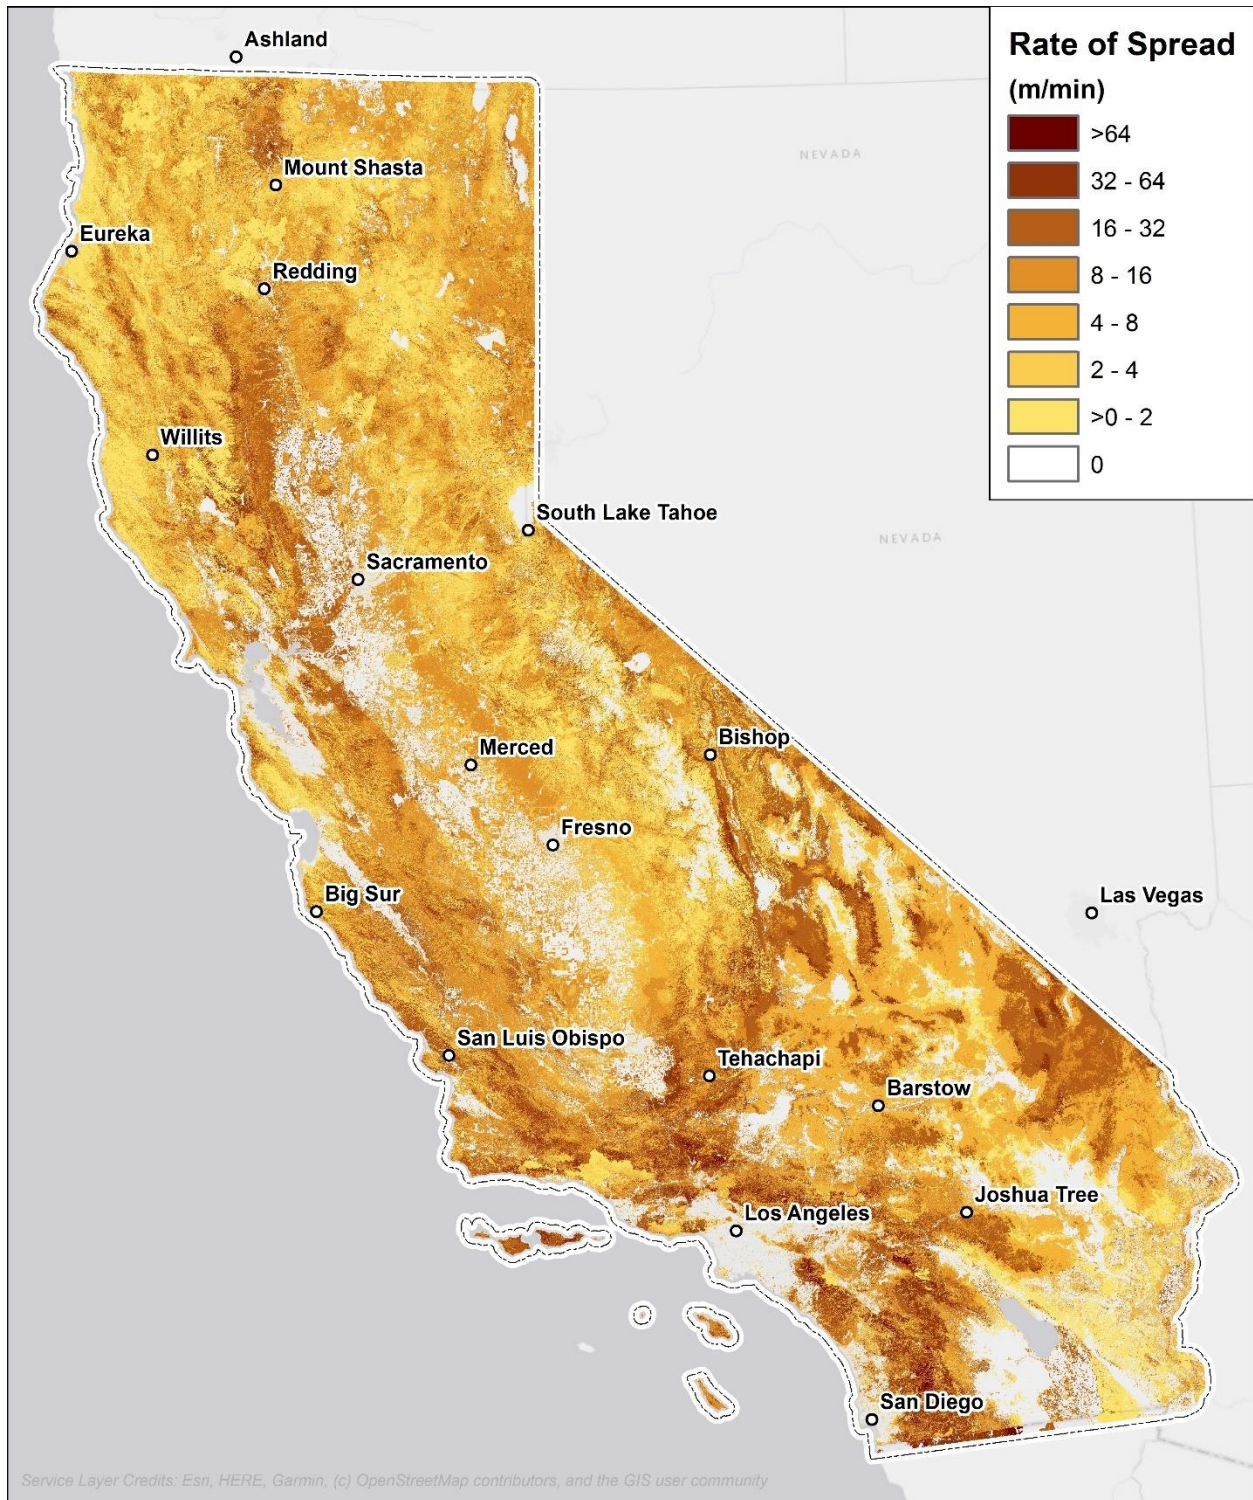 Rate of Spread
(m/min)
>64
32 - 64
16 - 32
8 - 16
4 - 8
2 - 4
>0 - 2
0
Ashland
NEVADA
Mount Shasta
Eureka
Redding
Willits
South Lake Tahoe
NEVADA
Sacramento
Bishop
Merced
Fresno
Big Sur
Las Vegas
San Luis Obispo
Tehachapi
Barstow
Joshua Tree
Los Angeles
San Diego
Service Layer Credits: Esri, HERE, Garmin, (c) OpenStreetMap contributors, and the GIS user community